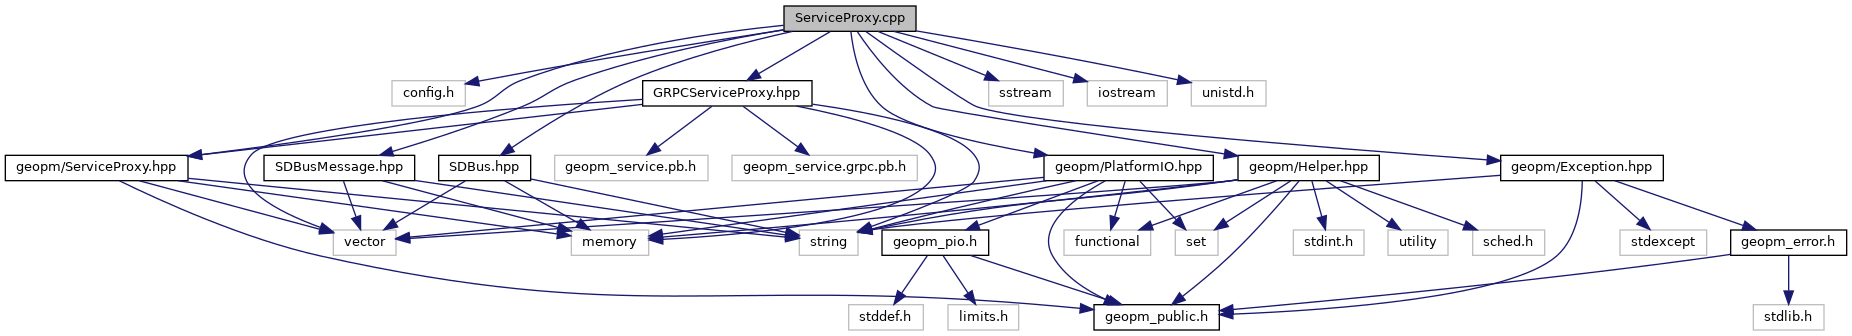 ServiceProxy.cpp
config.h
GRPCServiceProxy.hpp
sstream
iostream
unistd.h
geopm/ServiceProxy.hpp
SDBusMessage.hpp
SDBus.hpp
geopm_service.pb.h
geopm_service.grpc.pb.h
geopm/PlatformIO.hpp
geopm/Helper.hpp
geopm/Exception.hpp
vector
memory
string
geopm_pio.h
functional
set
stdint.h
utility
sched.h
stdexcept
geopm_error.h
stddef.h
limits.h
geopm_public.h
stdlib.h